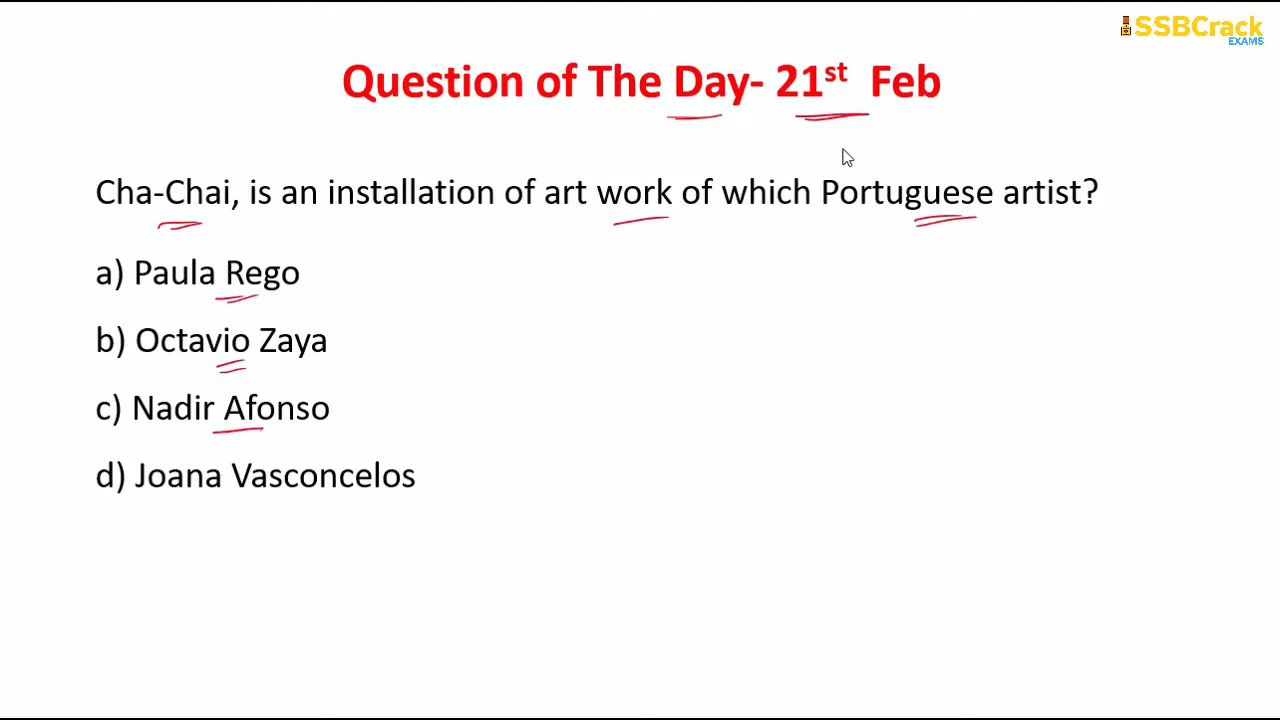 SSBCrack
EXAMS
Question of The Day- 21st Feb
Cha-Chai, is an installation of art work of which Portuguese artist?
a) Paula Rego
b) Octavio Zaya
c) Nadir Afonso
d) Joana Vasconcelos